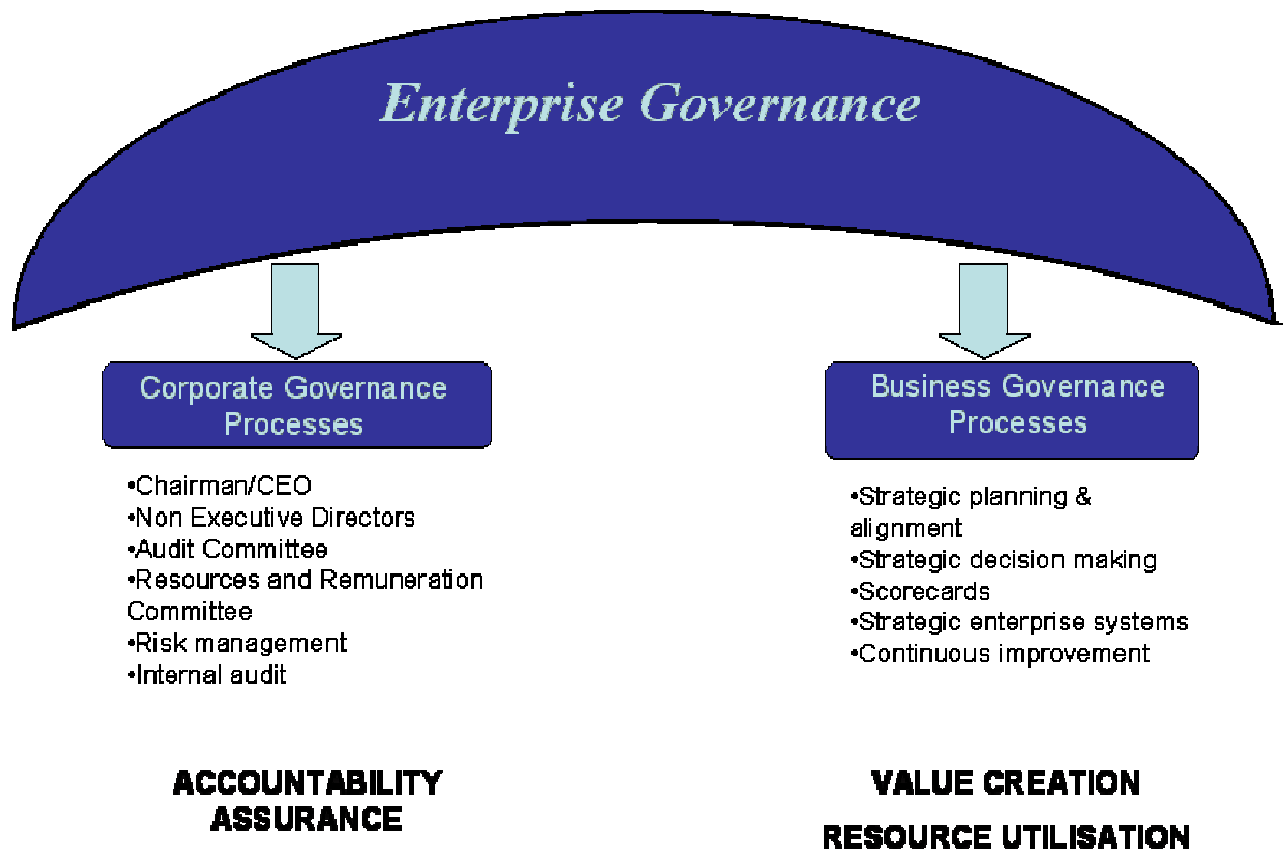 Enterprise Governance
Corporate Governance
Processes
•Chairman/CEO
•Non Executive Directors
•Audit Committee
•Resources and Remuneration
Committee
•Risk management
•Internal audit
ACCOUNTABILITY
ASSURANCE
Business Governance
Processes
•Strategic planning &
alignment
•Strategic decision making
•Scorecards
•Strategic enterprise systems
•Continuous improvement
VALUE CREATION
RESOURCE UTILISATION